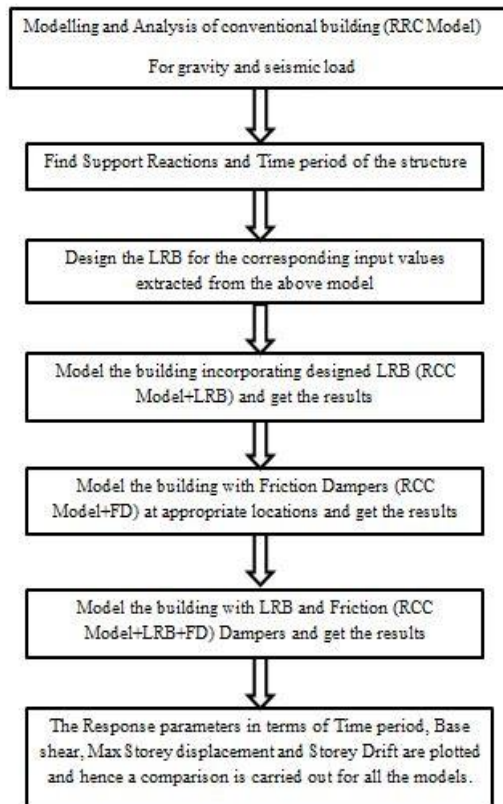 Modelling and Analysis of conventional building (RRC Model)
For gravity and seismic load
Find Support Reactions and Time period of the structure
Design the LRB for the corresponding input values
extracted from the above model
Model the building incorporating designed LRB (RCC
Model+LRB) and get the results
Model the building with Friction Dampers (RCC
Model+FD) at appropriate locations and get the results
Model the building with LRB and Friction (RCC
Model+LRB+FD) Dampers and get the results
The Response parameters in terms of Time period, Base
shear, Max Storey displacement and Storey Drift are plotted
and hence a comparison is carried out for all the models.